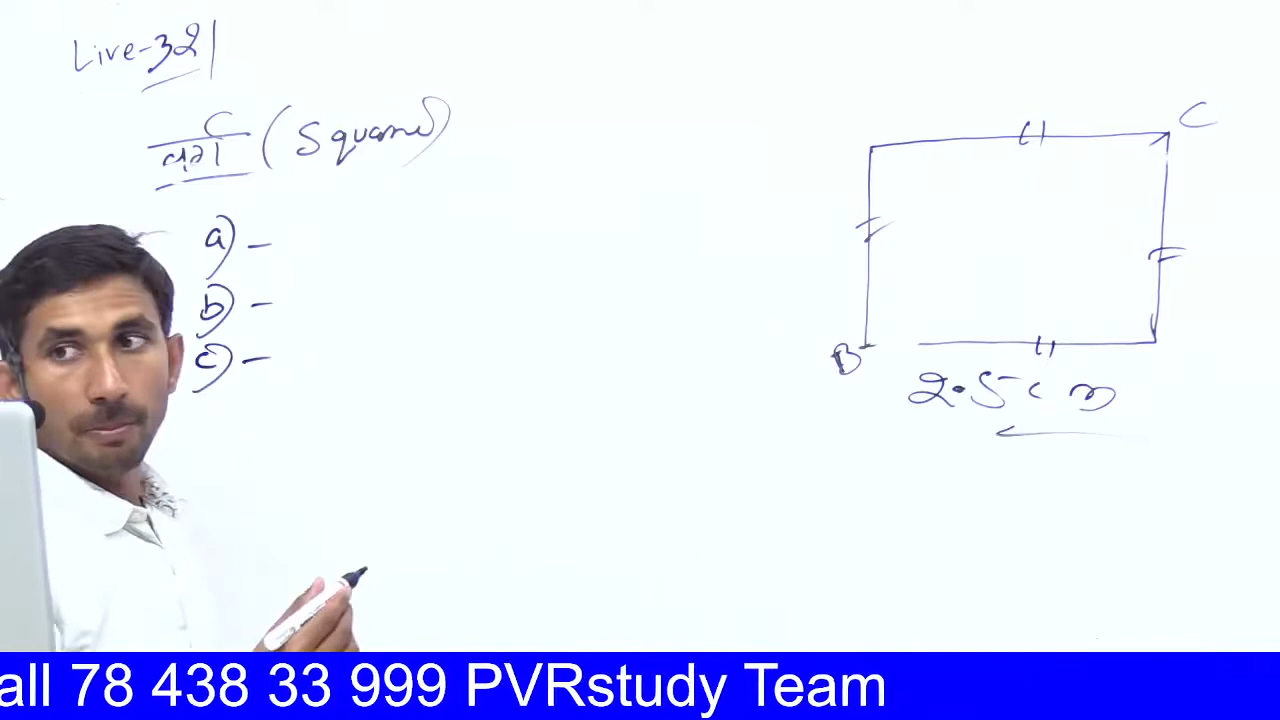 Live-321
वर्ग (Square)
a) -
b) -
c) -
C
B
2.5 cm
all 78 438 33 999 PVRstudy Team